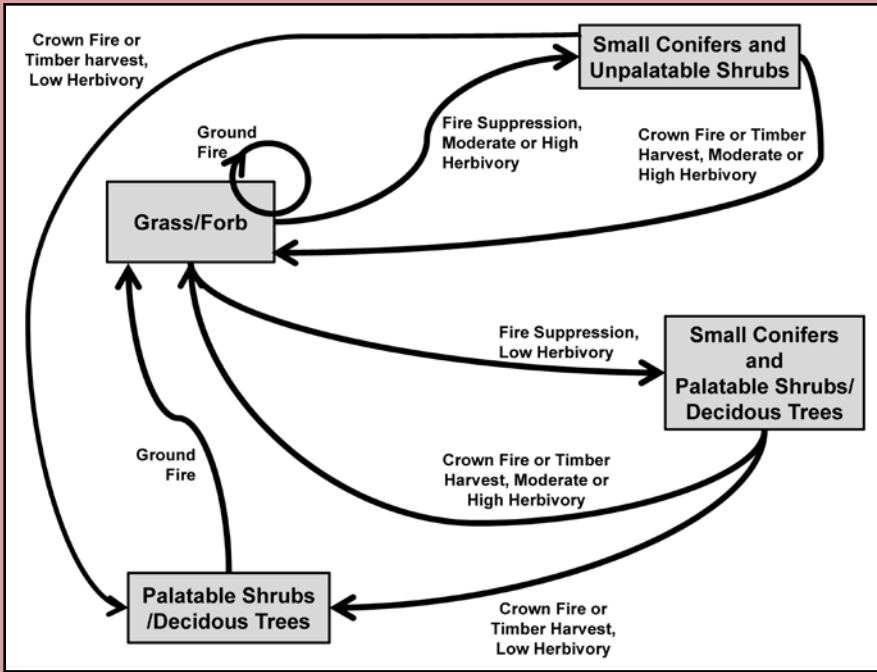 Crown Fire or
Timber harvest,
Low Herbivory
Small Conifers and
Unpalatable Shrubs
Ground
Fire
Fire Suppression,
Moderate or High
Herbivory
Crown Fire or Timber
Harvest, Moderate or
High Herbivory
Grass/Forb
Fire Suppression,
Low Herbivory
Small Conifers
and
Palatable Shrubs/
Decidous Trees
Ground
Fire
Crown Fire or Timber
Harvest, Moderate or
High Herbivory
Palatable Shrubs
/Decidous Trees
Crown Fire or
Timber Harvest,
Low Herbivory